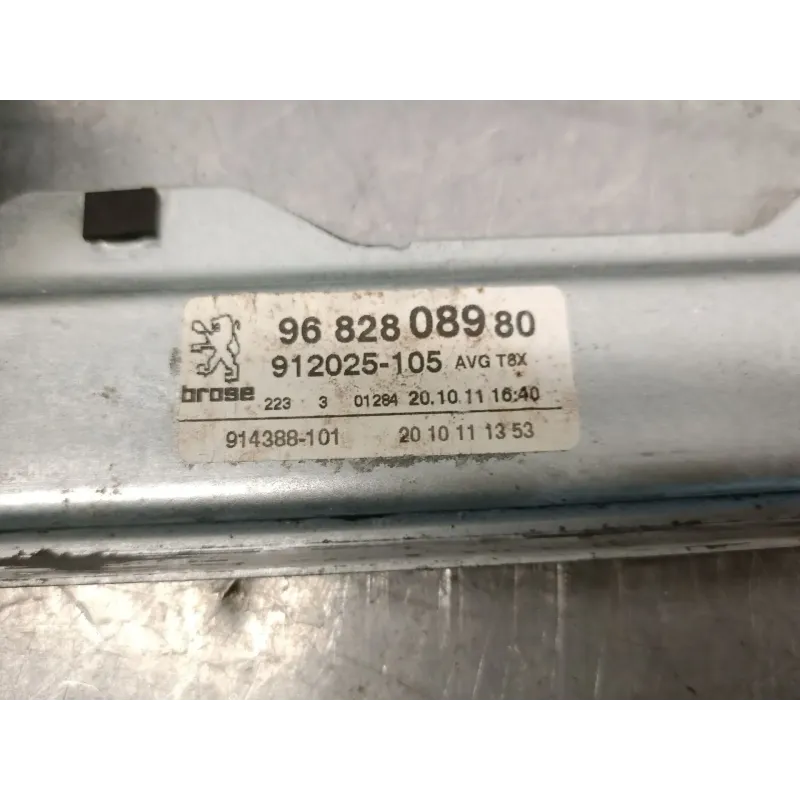 96 828 089 80
912025-105 AVG T8X
brose 223 3 01284 20.10.11 16:40
914388-101 20 10 11 13 53